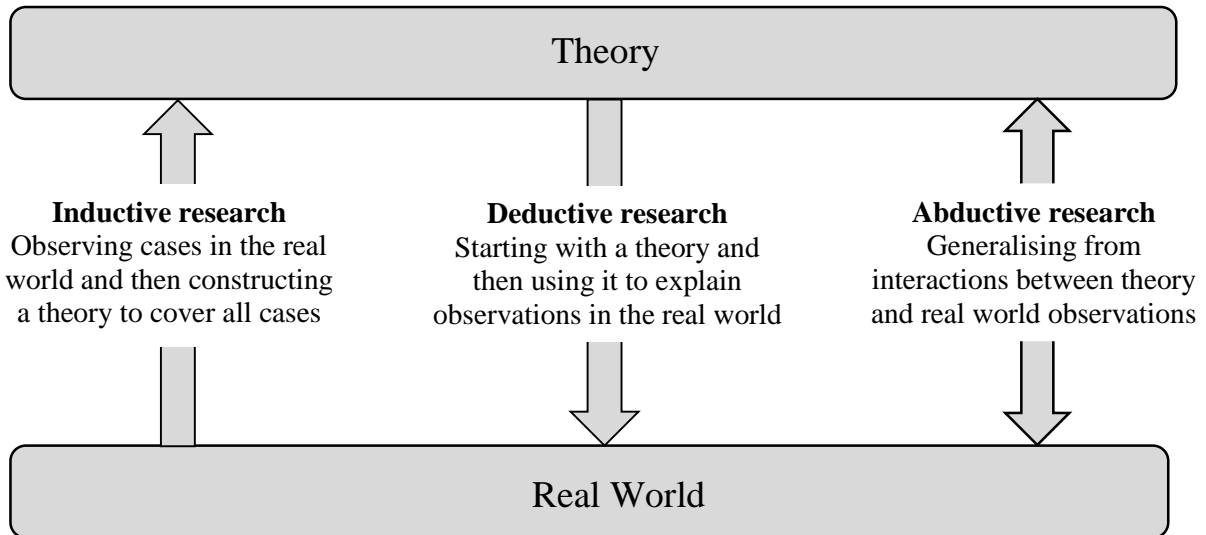 Theory
Inductive research
Observing cases in the real
world and then constructing
a theory to cover all cases
Deductive research
Starting with a theory and
then using it to explain
observations in the real world
Abductive research
Generalising from
interactions between theory
and real world observations
Real World